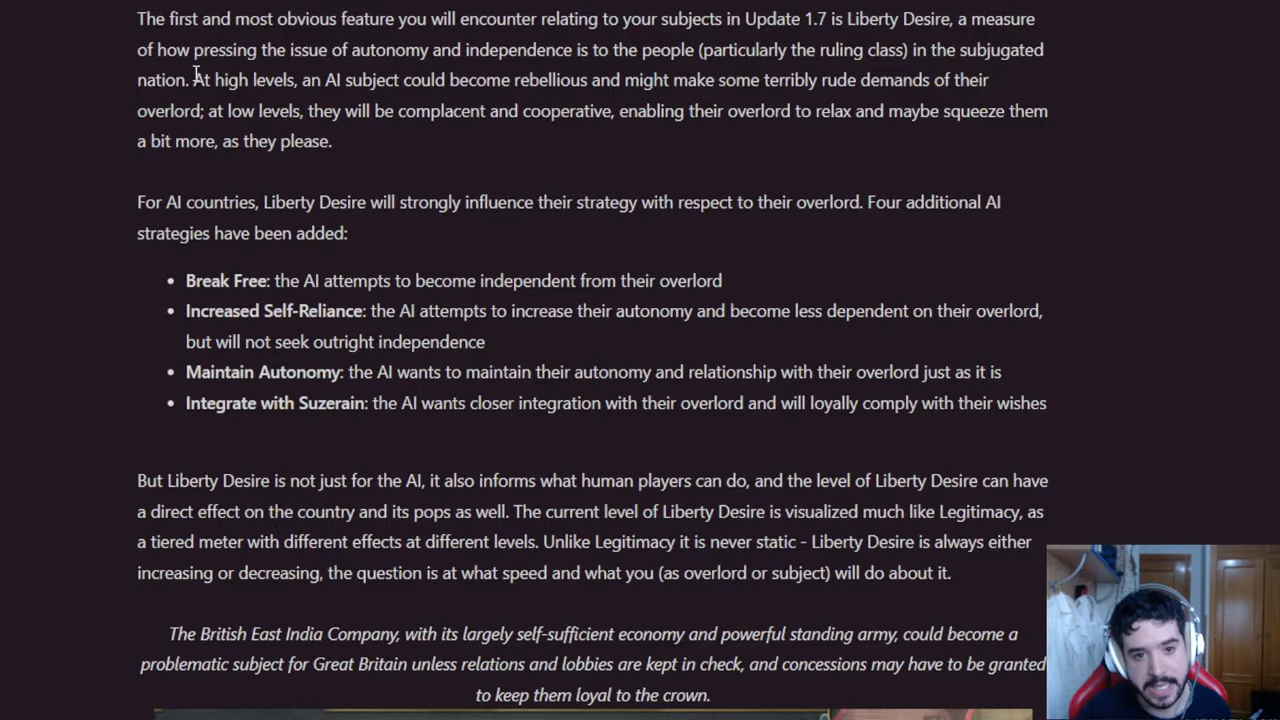 The first and most obvious feature you will encounter relating to your subjects in Update 1.7 is Liberty Desire, a measure
of how pressing the issue of autonomy and independence is to the people (particularly the ruling class) in the subjugated
nation. At high levels, an AI subject could become rebellious and might make some terribly rude demands of their
overlord; at low levels, they will be complacent and cooperative, enabling their overlord to relax and maybe squeeze them
a bit more, as they please.
For AI countries, Liberty Desire will strongly influence their strategy with respect to their overlord. Four additional AI
strategies have been added:
• Break Free: the AI attempts to become independent from their overlord
• Increased Self-Reliance: the AI attempts to increase their autonomy and become less dependent on their overlord,
but will not seek outright independence
• Maintain Autonomy: the AI wants to maintain their autonomy and relationship with their overlord just as it is
• Integrate with Suzerain: the AI wants closer integration with their overlord and will loyally comply with their wishes
But Liberty Desire is not just for the AI, it also informs what human players can do, and the level of Liberty Desire can have
a direct effect on the country and its pops as well. The current level of Liberty Desire is visualized much like Legitimacy, as
a tiered meter with different effects at different levels. Unlike Legitimacy it is never static - Liberty Desire is always either
increasing or decreasing, the question is at what speed and what you (as overlord or subject) will do about it.
The British East India Company, with its largely self-sufficient economy and powerful standing army, could become a
problematic subject for Great Britain unless relations and lobbies are kept in check, and concessions may have to be granted
to keep them loyal to the crown.